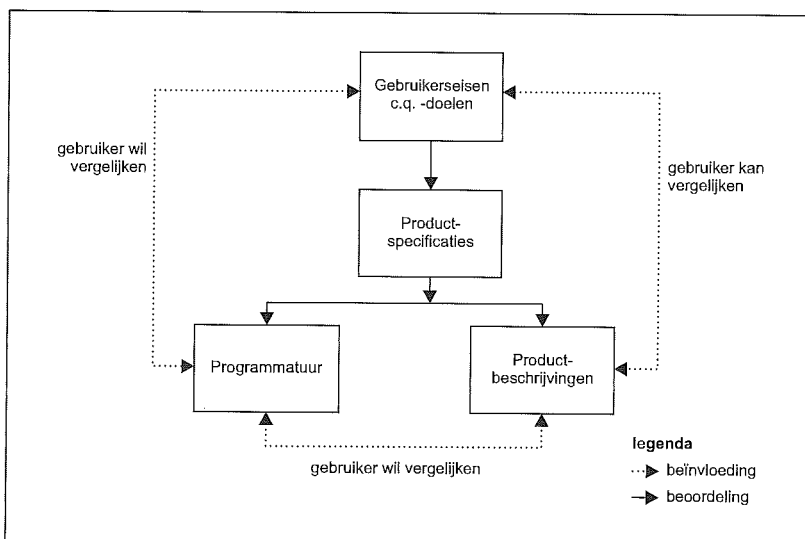 Gebruikerseisen
c.q. -doelen
gebruiker wil
vergelijken
gebruiker kan
vergelijken
Product-
specificaties
Programmatuur
Product-
beschrijvingen
gebruiker wil vergelijken
legenda
beïnvloeding
beoordeling